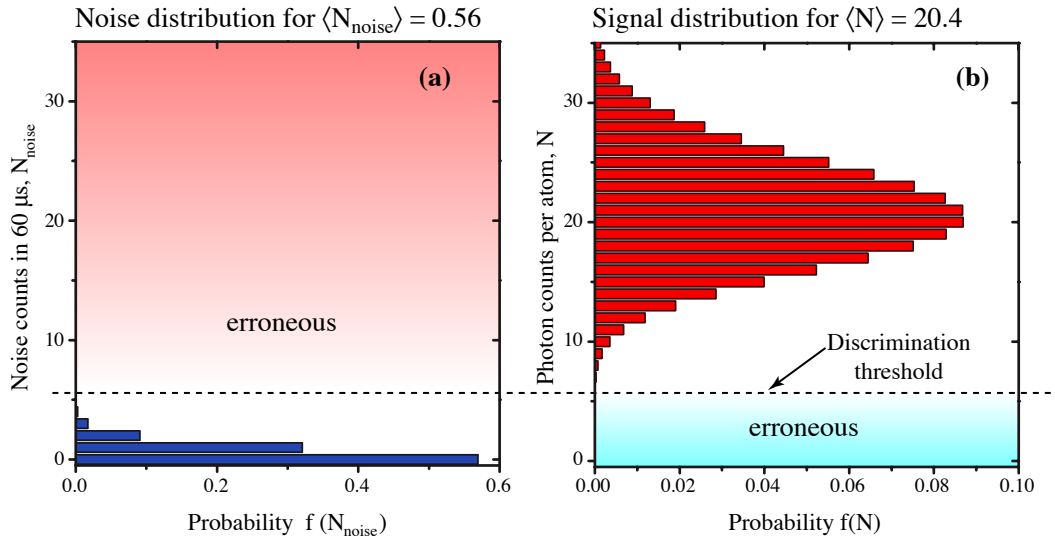 Noise distribution for ⟨N_noise⟩ = 0.56
Noise counts in 60 µs, N_noise
30
20
10
0
(a)
erroneous
0.0 0.2 0.4 0.6
Probability f (N_noise)
Signal distribution for ⟨N⟩ = 20.4
Photon counts per atom, N
30
20
10
0
(b)
Discrimination
threshold
erroneous
0.00 0.02 0.04 0.06 0.08 0.10
Probability f(N)